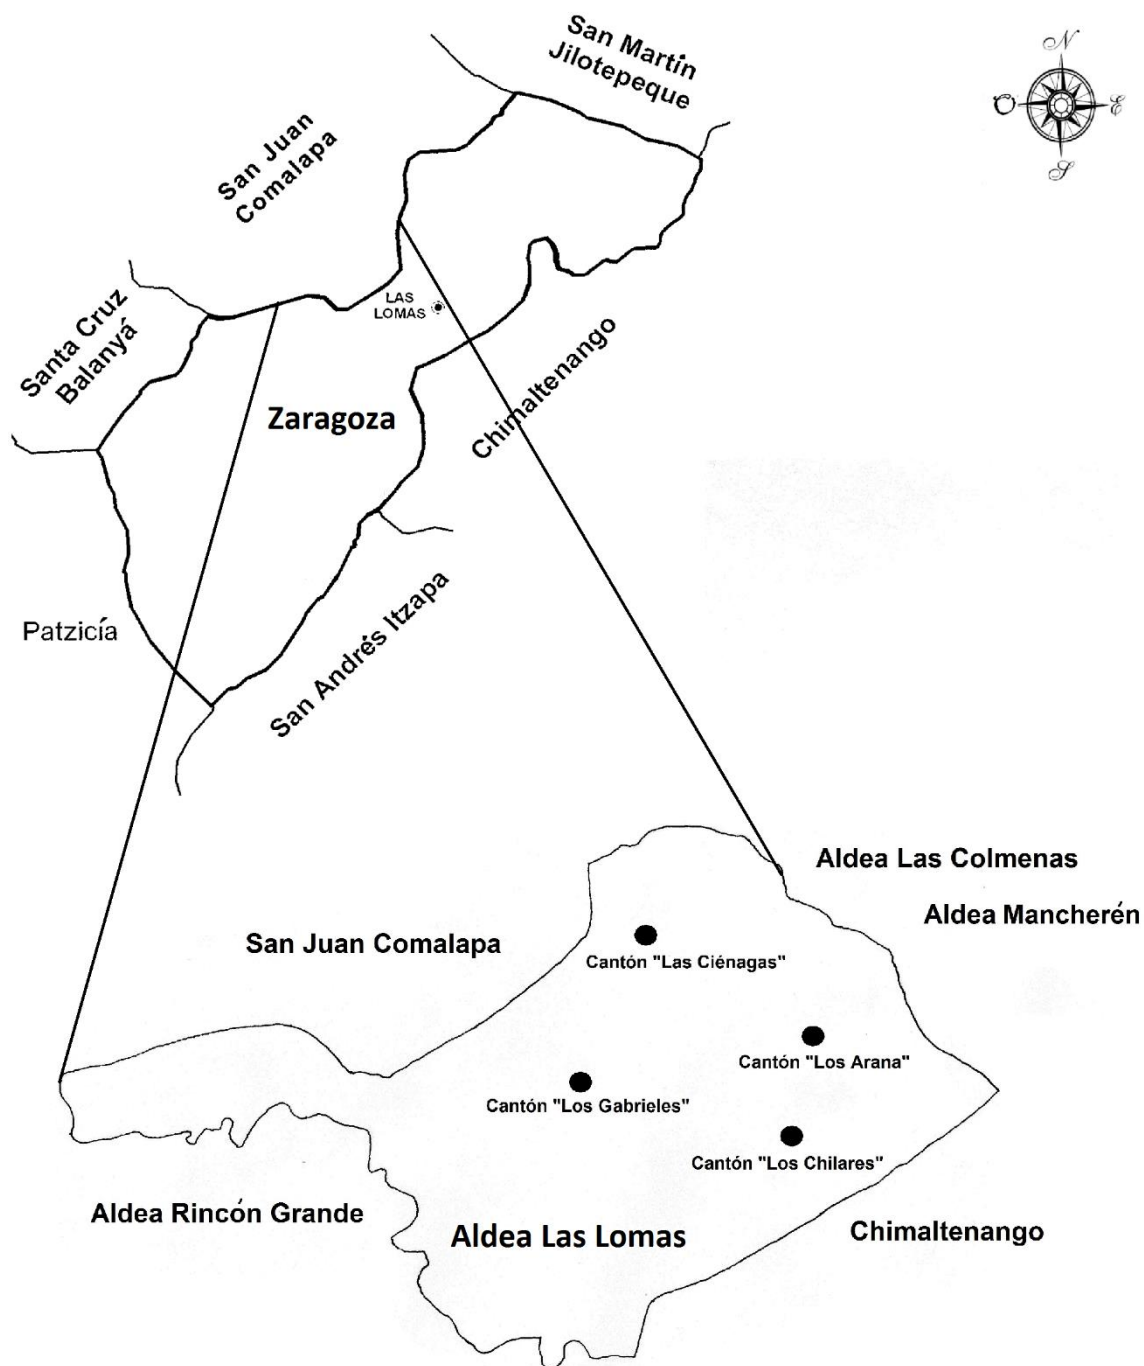 San Martín
Jilotepeque
N
O
E
S
San Juan
Comalapa
Santa Cruz
Balanyá
LAS
LOMAS
Zaragoza
Chimaltenango
Patzicía
San Andrés Itzapa
Aldea Las Colmenas
Aldea Mancherén
San Juan Comalapa
Cantón "Las Ciénagas"
Cantón "Los Arana"
Cantón "Los Gabrieles"
Cantón "Los Chilares"
Aldea Rincón Grande
Aldea Las Lomas
Chimaltenango